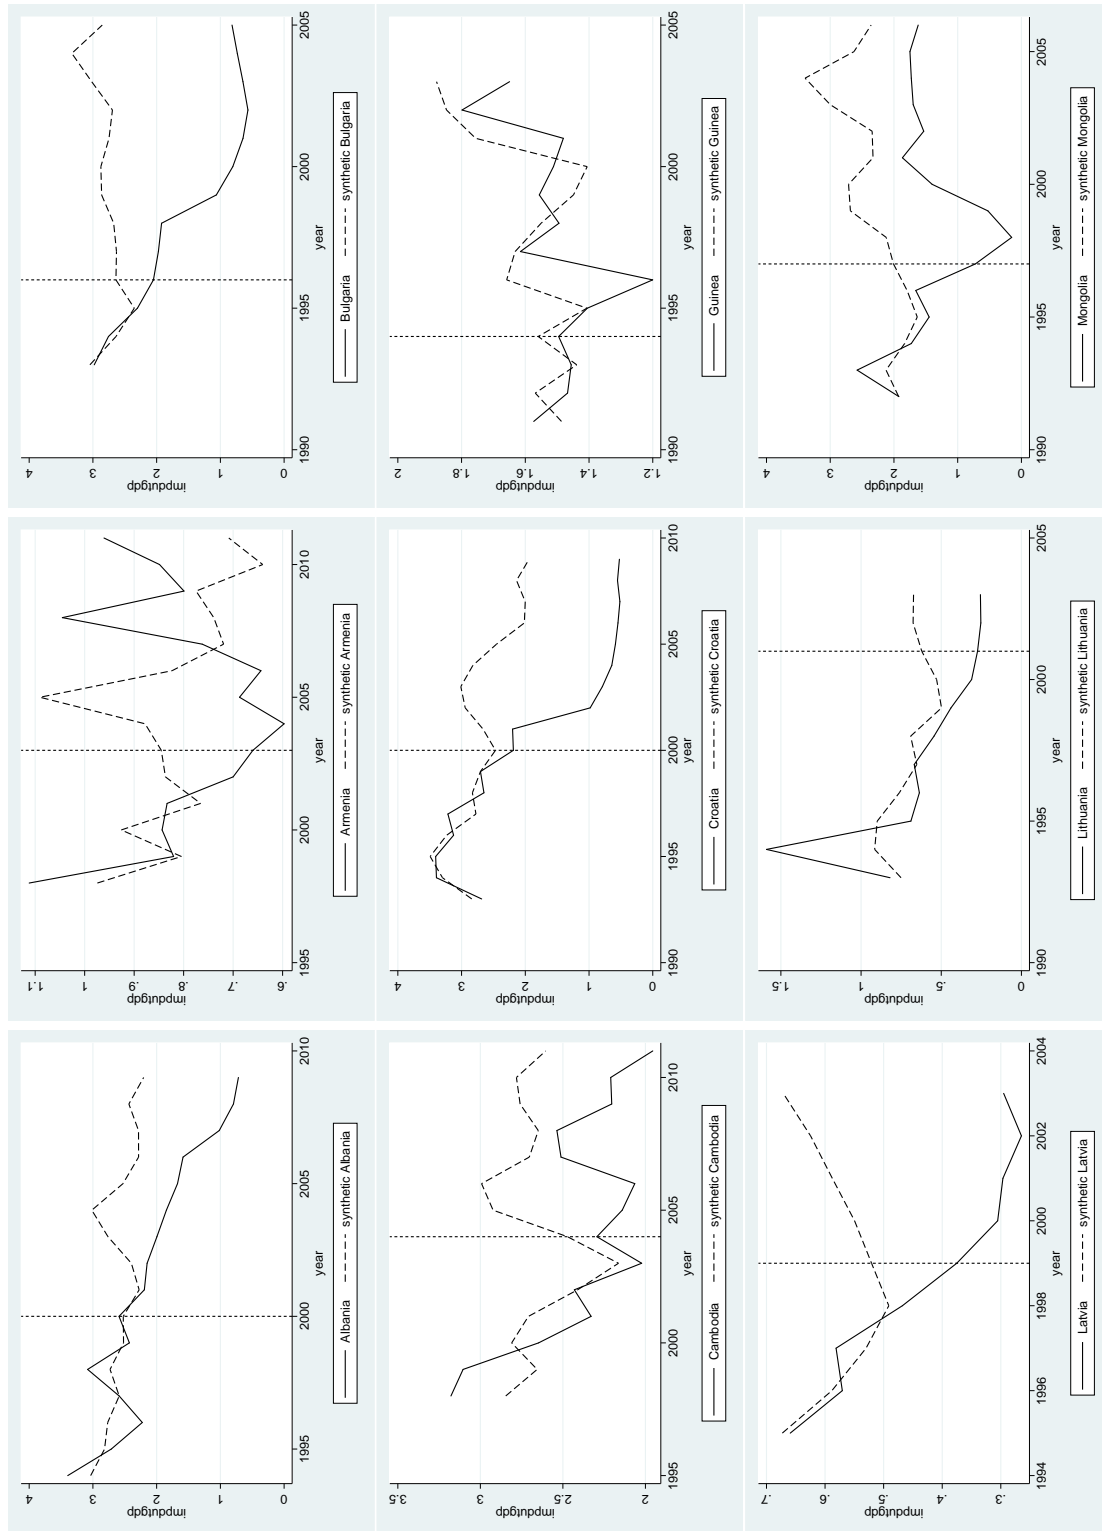 impdutgdp
4
3
2
1
0
1995 2000 2005 2010
year
Albania synthetic Albania
impdutgdp
1.1
1
.9
.8
.7
.6
1995 2000 2005 2010
year
Armenia synthetic Armenia
impdutgdp
4
3
2
1
0
1990 1995 2000 2005
year
Bulgaria synthetic Bulgaria
impdutgdp
3.5
3
2.5
2
1995 2000 2005 2010
year
Cambodia synthetic Cambodia
impdutgdp
4
3
2
1
0
1990 1995 2000 2005 2010
year
Croatia synthetic Croatia
impdutgdp
2
1.8
1.6
1.4
1.2
1990 1995 2000 2005
year
Guinea synthetic Guinea
impdutgdp
.7
.6
.5
.4
.3
1994 1996 1998 2000 2002 2004
year
Latvia synthetic Latvia
impdutgdp
1.5
1
.5
0
1990 1995 2000 2005
year
Lithuania synthetic Lithuania
impdutgdp
4
3
2
1
0
1990 1995 2000 2005
year
Mongolia synthetic Mongolia